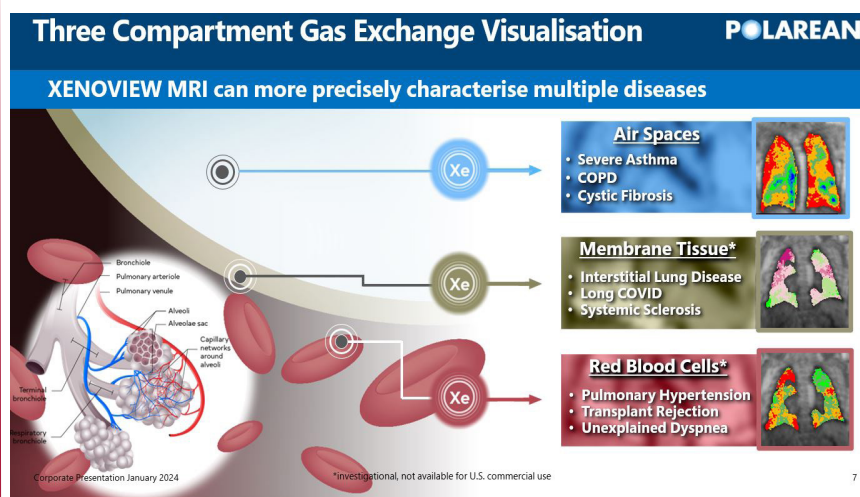 Three Compartment Gas Exchange Visualisation
POLAREAN
XENOVIEW MRI can more precisely characterise multiple diseases
Xe
Air Spaces
• Severe Asthma
• COPD
• Cystic Fibrosis
Xe
Membrane Tissue*
• Interstitial Lung Disease
• Long COVID
• Systemic Sclerosis
Xe
Red Blood Cells*
• Pulmonary Hypertension
• Transplant Rejection
• Unexplained Dyspnea
Bronchiole
Pulmonary arteriole
Pulmonary venule
Alveoli
Alveolae sac
Capillary
networks
around
alveoli
Terminal
bronchiole
Respiratory
bronchiole
Corporate Presentation January 2024
*investigational, not available for U.S. commercial use
7